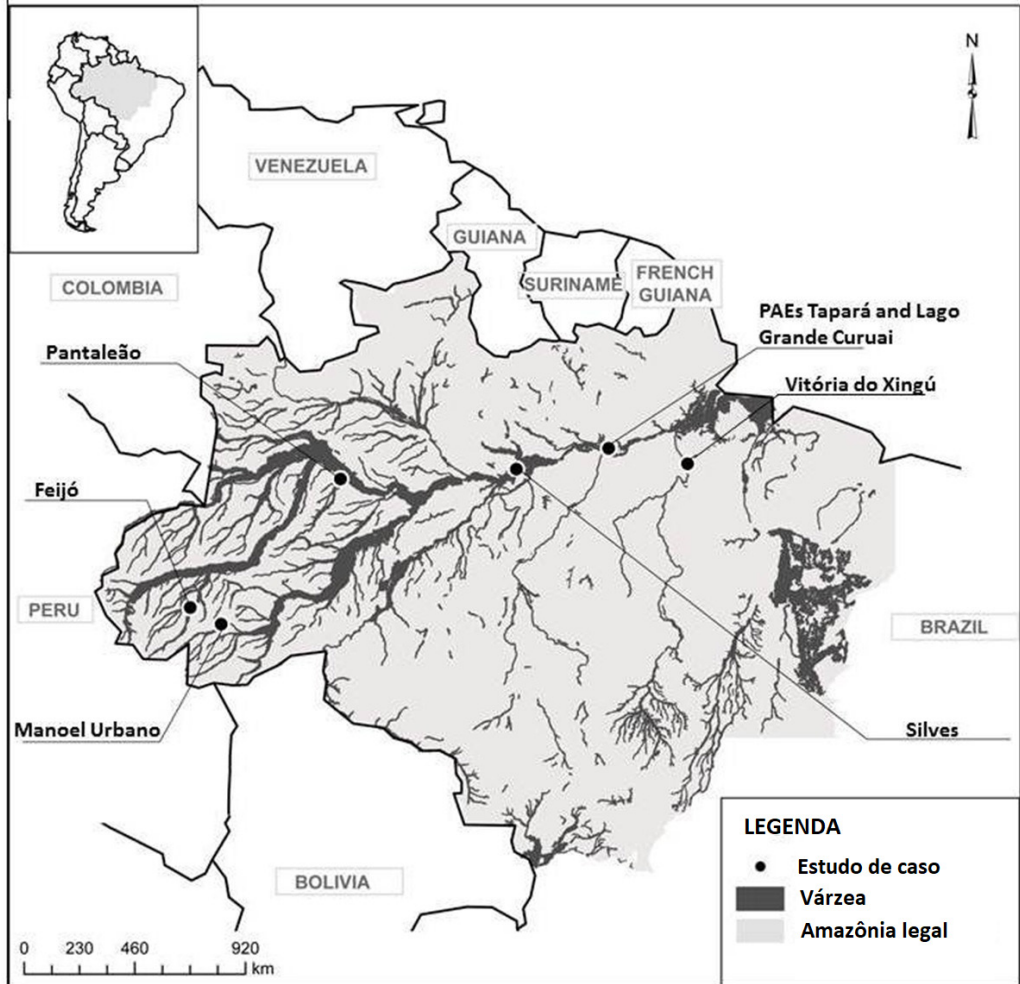 N
VENEZUELA
GUIANA
SURINAME
FRENCH
GUIANA
COLOMBIA
PAEs Tapará and Lago
Grande Curuai
Pantaleão
Vitória do Xingú
Feijó
PERU
BRAZIL
Manoel Urbano
Silves
LEGENDA
Estudo de caso
Várzea
Amazônia legal
BOLIVIA
0 230 460 920
km